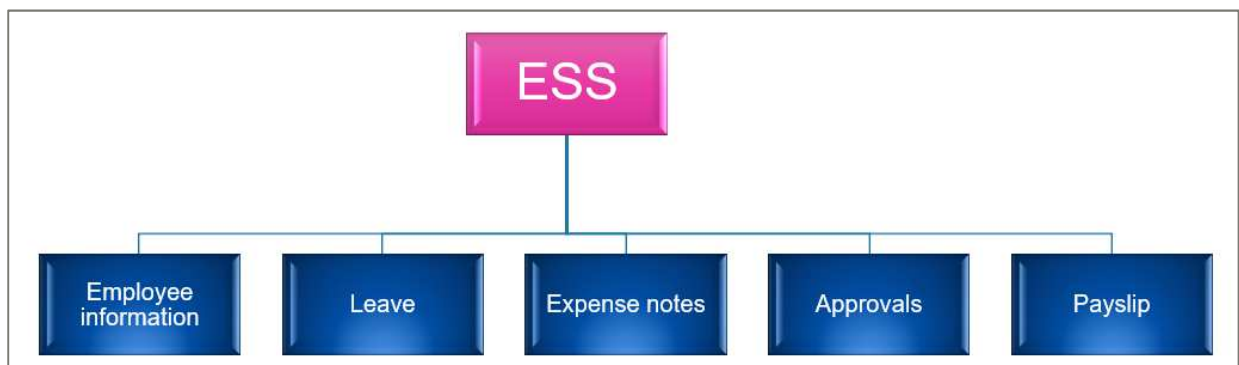 ESS
Employee
information
Leave
Expense notes
Approvals
Payslip